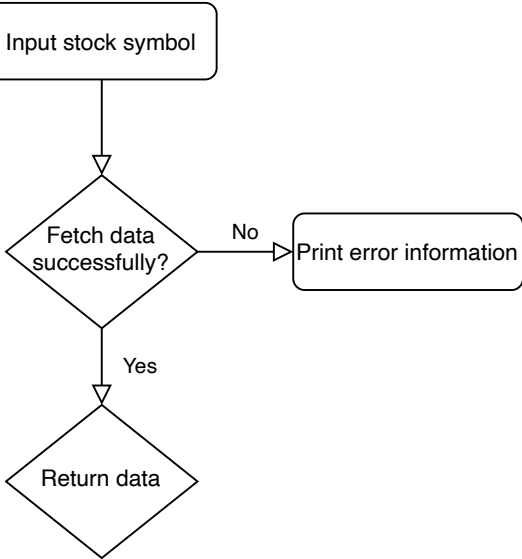 Input stock symbol
Fetch data
successfully?
No
Print error information
Yes
Return data